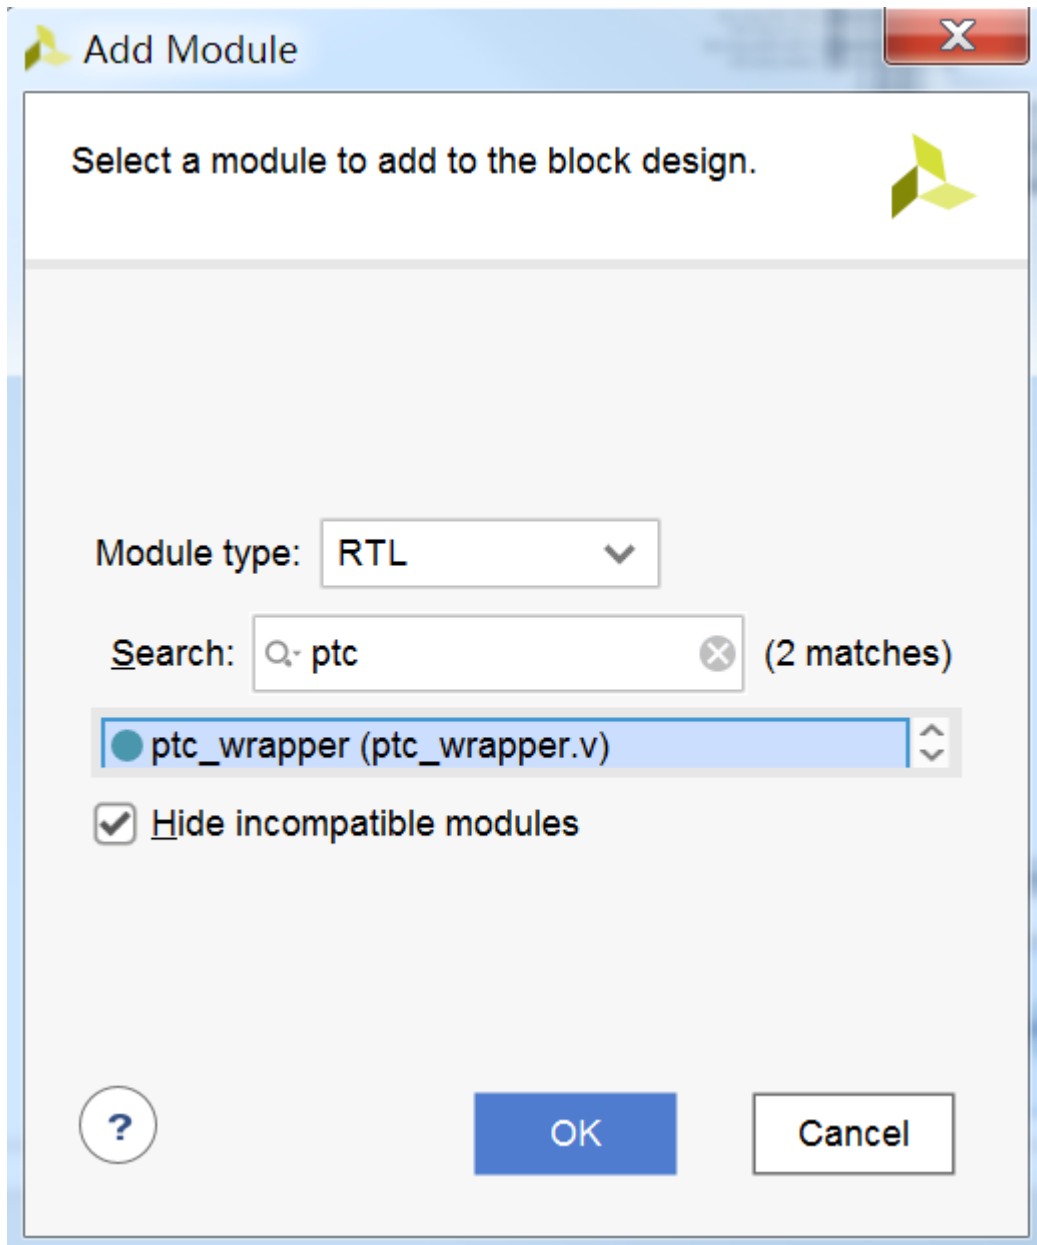 Add Module
Select a module to add to the block design.
Module type: RTL
Search: ptc (2 matches)
ptc_wrapper (ptc_wrapper.v)
Hide incompatible modules
? OK Cancel